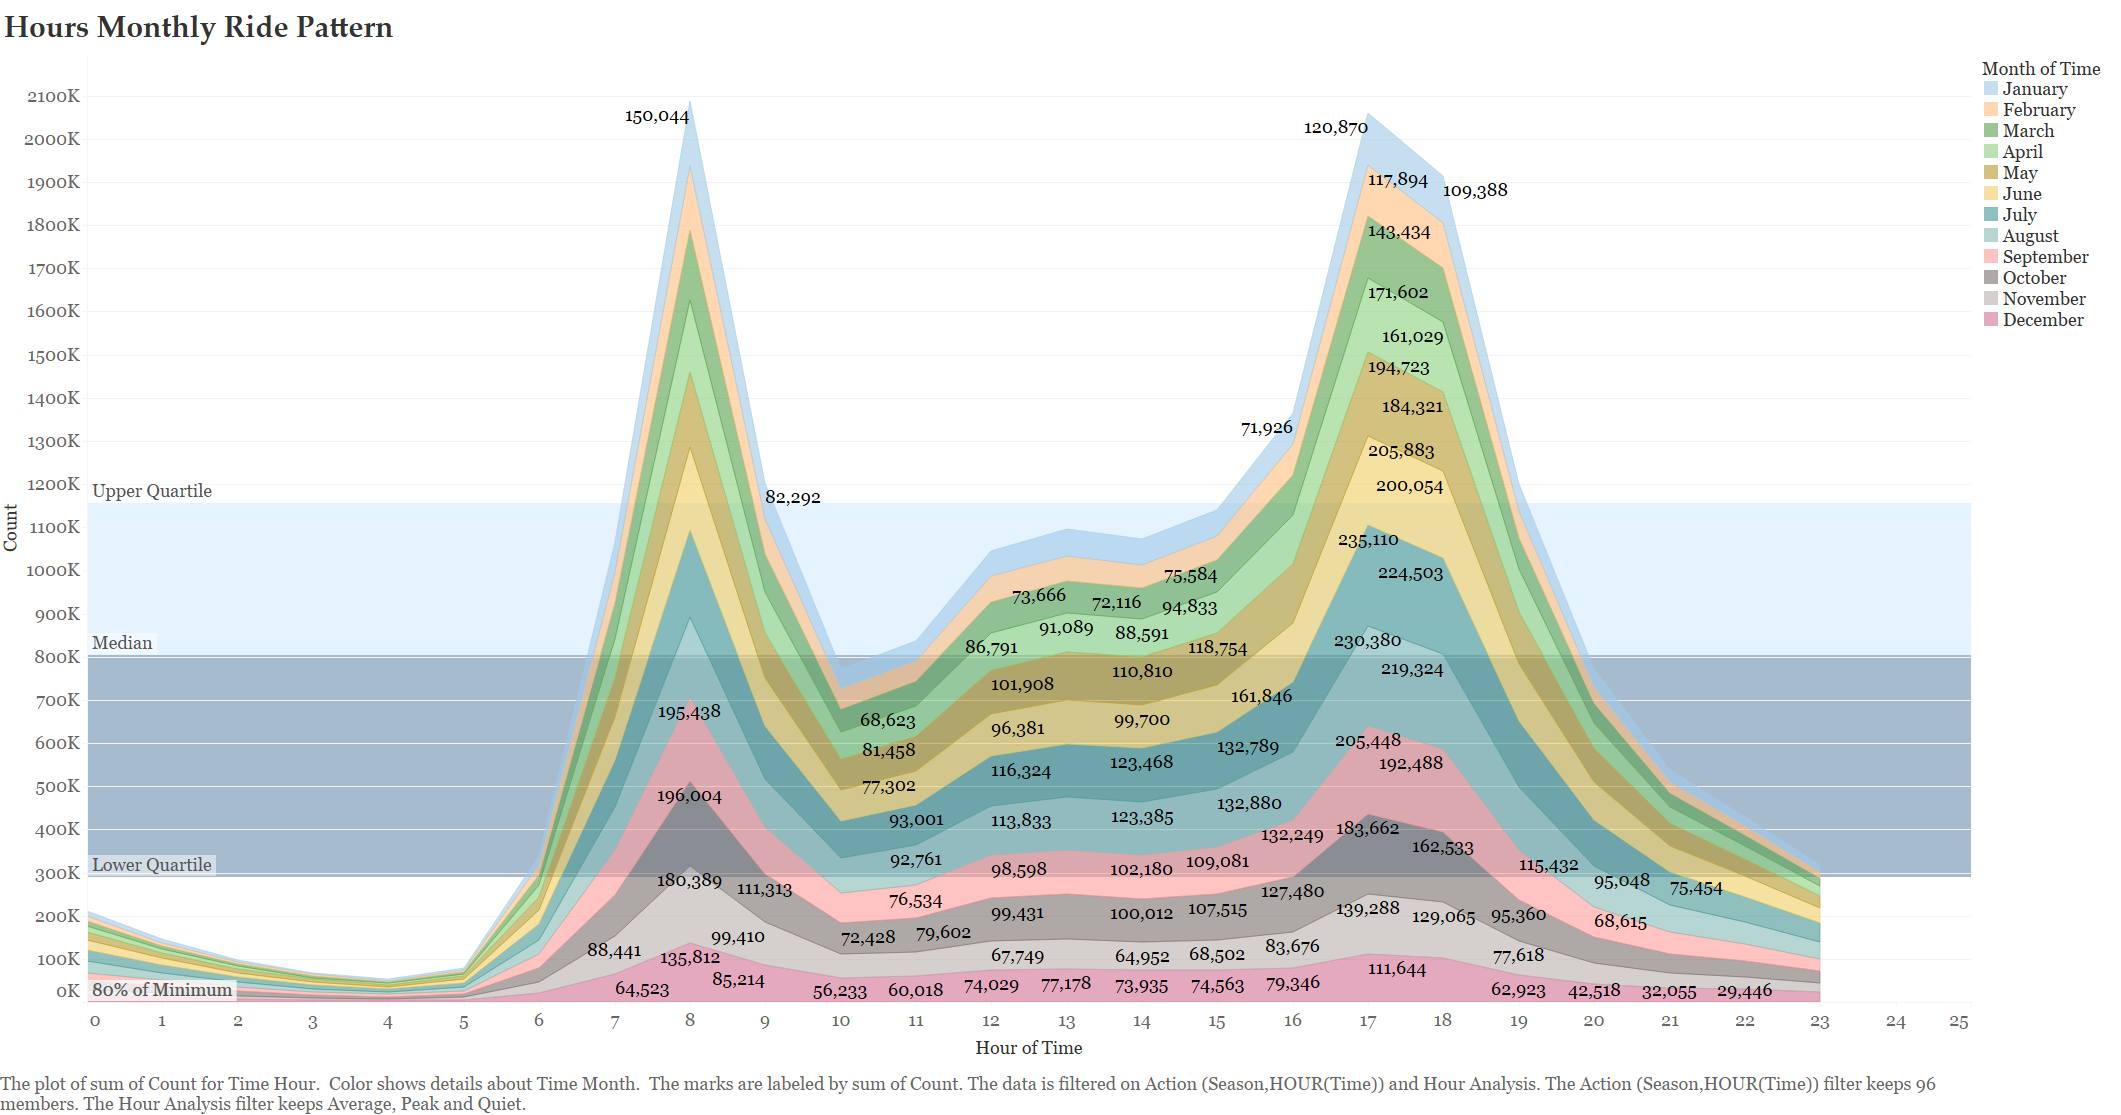 Hours Monthly Ride Pattern
Month of Time
January
February
March
April
May
June
July
August
September
October
November
December
Count
2100K
2000K
1900K
1800K
1700K
1600K
1500K
1400K
1300K
1200K
1100K
1000K
900K
800K
700K
600K
500K
400K
300K
200K
100K
0K
Upper Quartile
Median
Lower Quartile
80% of Minimum
150,044
120,870
117,894
109,388
143,434
171,602
161,029
194,723
184,321
71,926
205,883
200,054
82,292
235,110
224,503
75,584
73,666
72,116
94,833
91,089
88,591
86,791
118,754
230,380
219,324
110,810
101,908
161,846
195,438
68,623
99,700
96,381
205,448
81,458
132,789
123,468
192,488
116,324
77,302
196,004
132,880
123,385
93,001
113,833
183,662
132,249
162,533
92,761
109,081
115,432
98,598
102,180
180,389
95,048
111,313
75,454
127,480
76,534
107,515
139,288
99,431
100,012
95,360
129,065
68,615
79,602
72,428
99,410
83,676
88,441
68,502
77,618
67,749
64,952
135,812
111,644
85,214
79,346
77,178
74,029
73,935
74,563
64,523
56,233
60,018
62,923
42,518
32,055
29,446
0 1 2 3 4 5 6 7 8 9 10 11 12 13 14 15 16 17 18 19 20 21 22 23 24 25
Hour of Time
The plot of sum of Count for Time Hour.  Color shows details about Time Month.  The marks are labeled by sum of Count. The data is filtered on Action (Season,HOUR(Time)) and Hour Analysis. The Action (Season,HOUR(Time)) filter keeps 96
members. The Hour Analysis filter keeps Average, Peak and Quiet.